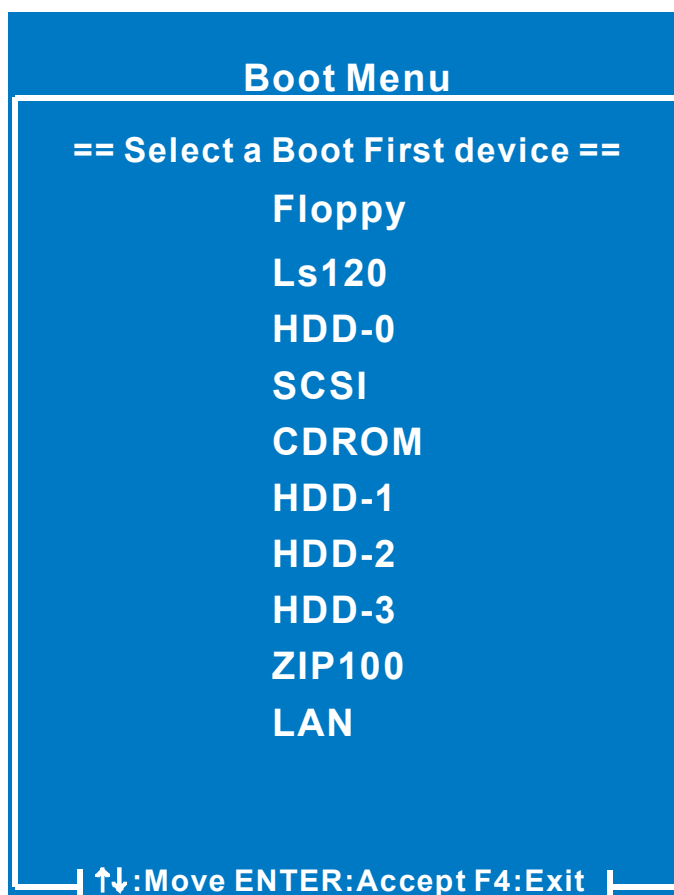 Boot Menu
== Select a Boot First device ==
Floppy
Ls120
HDD-0
SCSI
CDROM
HDD-1
HDD-2
HDD-3
ZIP100
LAN
↑↓:Move ENTER:Accept F4:Exit